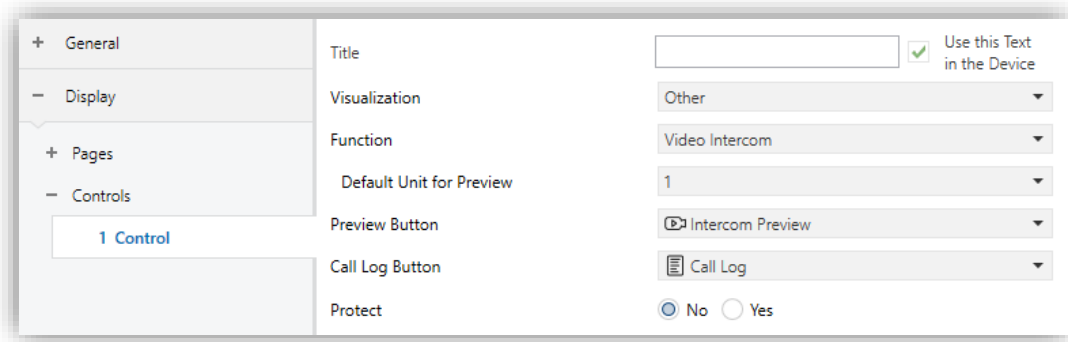 + General
− Display
+ Pages
− Controls
1 Control
Title
Use this Text
in the Device
Visualization
Other
Function
Video Intercom
Default Unit for Preview
1
Preview Button
Intercom Preview
Call Log Button
Call Log
Protect
No
Yes